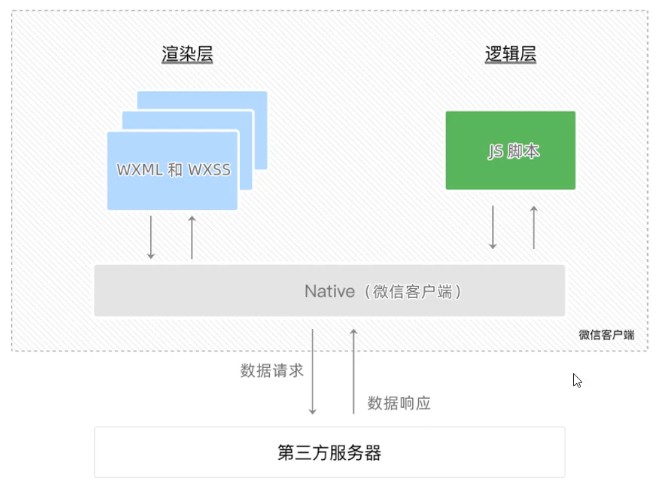 渲染层
逻辑层
WXML 和 WXSS
JS 脚本
Native（微信客户端）
微信客户端
数据请求
数据响应
第三方服务器